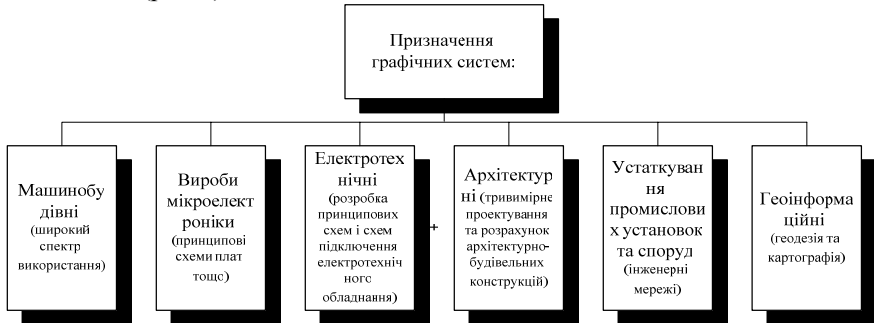 Призначення
графічних систем:
Машинобу
дівні
(широкий
спектр
використання)
Вироби
мікроелект
роніки
(принципові
схеми плат
тощо)
Електротех
нічні
(розробка
принципових
схем і схем
підключення
електротехніч
ного
обладнання)
+
Архітектур
ні (тривимірне
проектування
та розрахунок
архітектурно-
будівельних
конструкцій)
Устаткуван
ня
промислови
х установок
та споруд
(інженерні
мережі)
Геоінформа
ційні
(геодезія та
картографія)